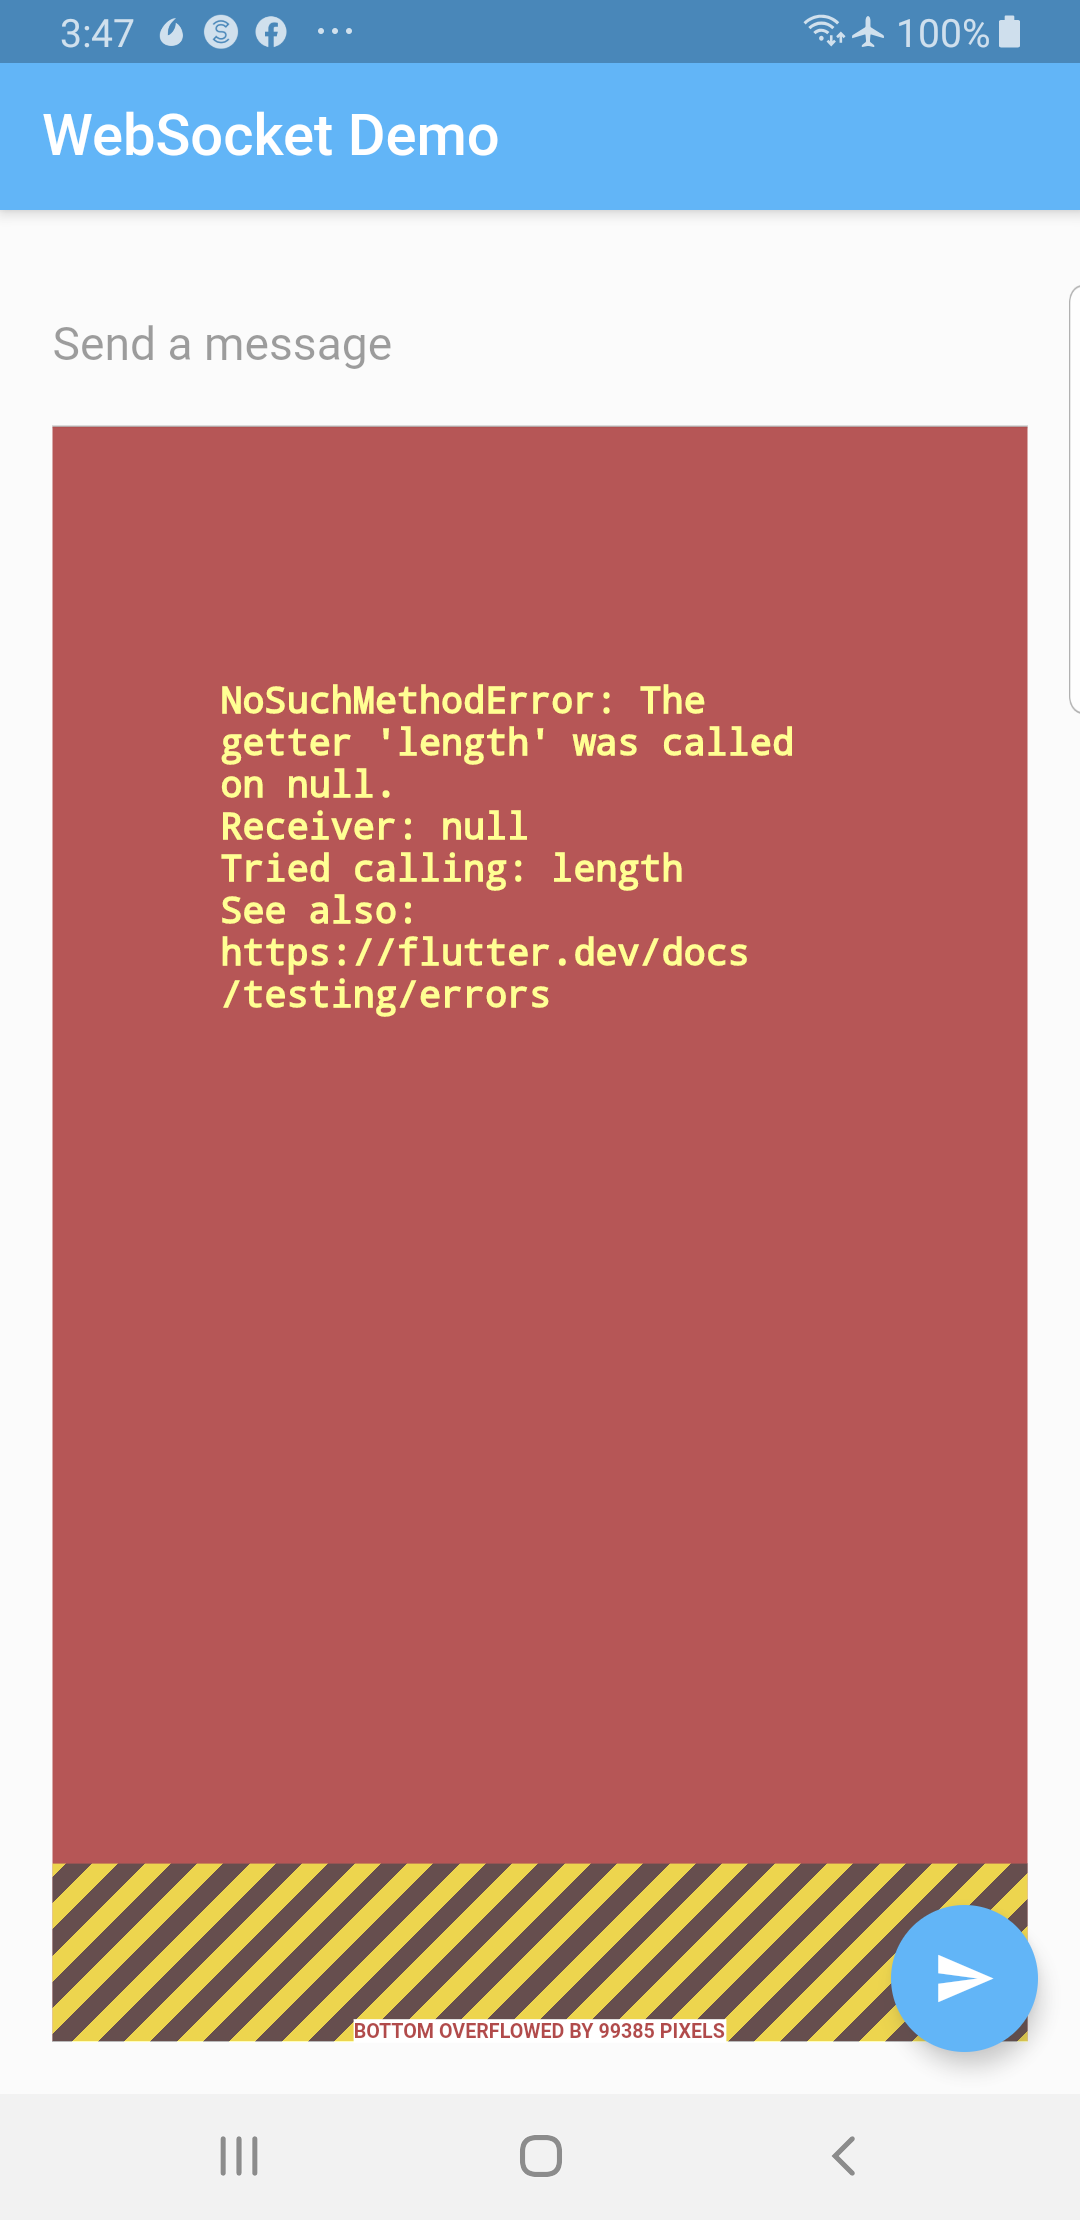 3:47 100%
WebSocket Demo
Send a message
NoSuchMethodError: The
getter 'length' was called
on null.
Receiver: null
Tried calling: length
See also:
https://flutter.dev/docs
/testing/errors
BOTTOM OVERFLOWED BY 99385 PIXELS